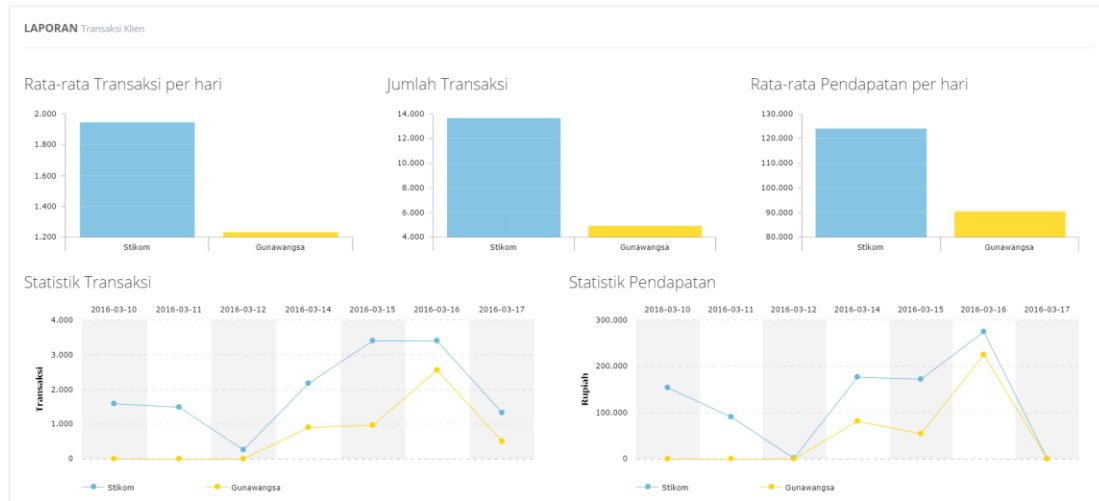 LAPORAN Transaksi Klien
Rata-rata Transaksi per hari
2.000
1.800
1.600
1.400
1.200
Stikom Gunawangsa
Jumlah Transaksi
14.000
12.000
10.000
8.000
6.000
4.000
Stikom Gunawangsa
Rata-rata Pendapatan per hari
130.000
120.000
110.000
100.000
90.000
80.000
Stikom Gunawangsa
Statistik Transaksi
2016-03-10 2016-03-11 2016-03-12 2016-03-14 2016-03-15 2016-03-16 2016-03-17
4.000
3.000
2.000
1.000
0
Transaksi
Stikom Gunawangsa
Statistik Pendapatan
2016-03-10 2016-03-11 2016-03-12 2016-03-14 2016-03-15 2016-03-16 2016-03-17
300.000
200.000
100.000
0
Rupiah
Stikom Gunawangsa